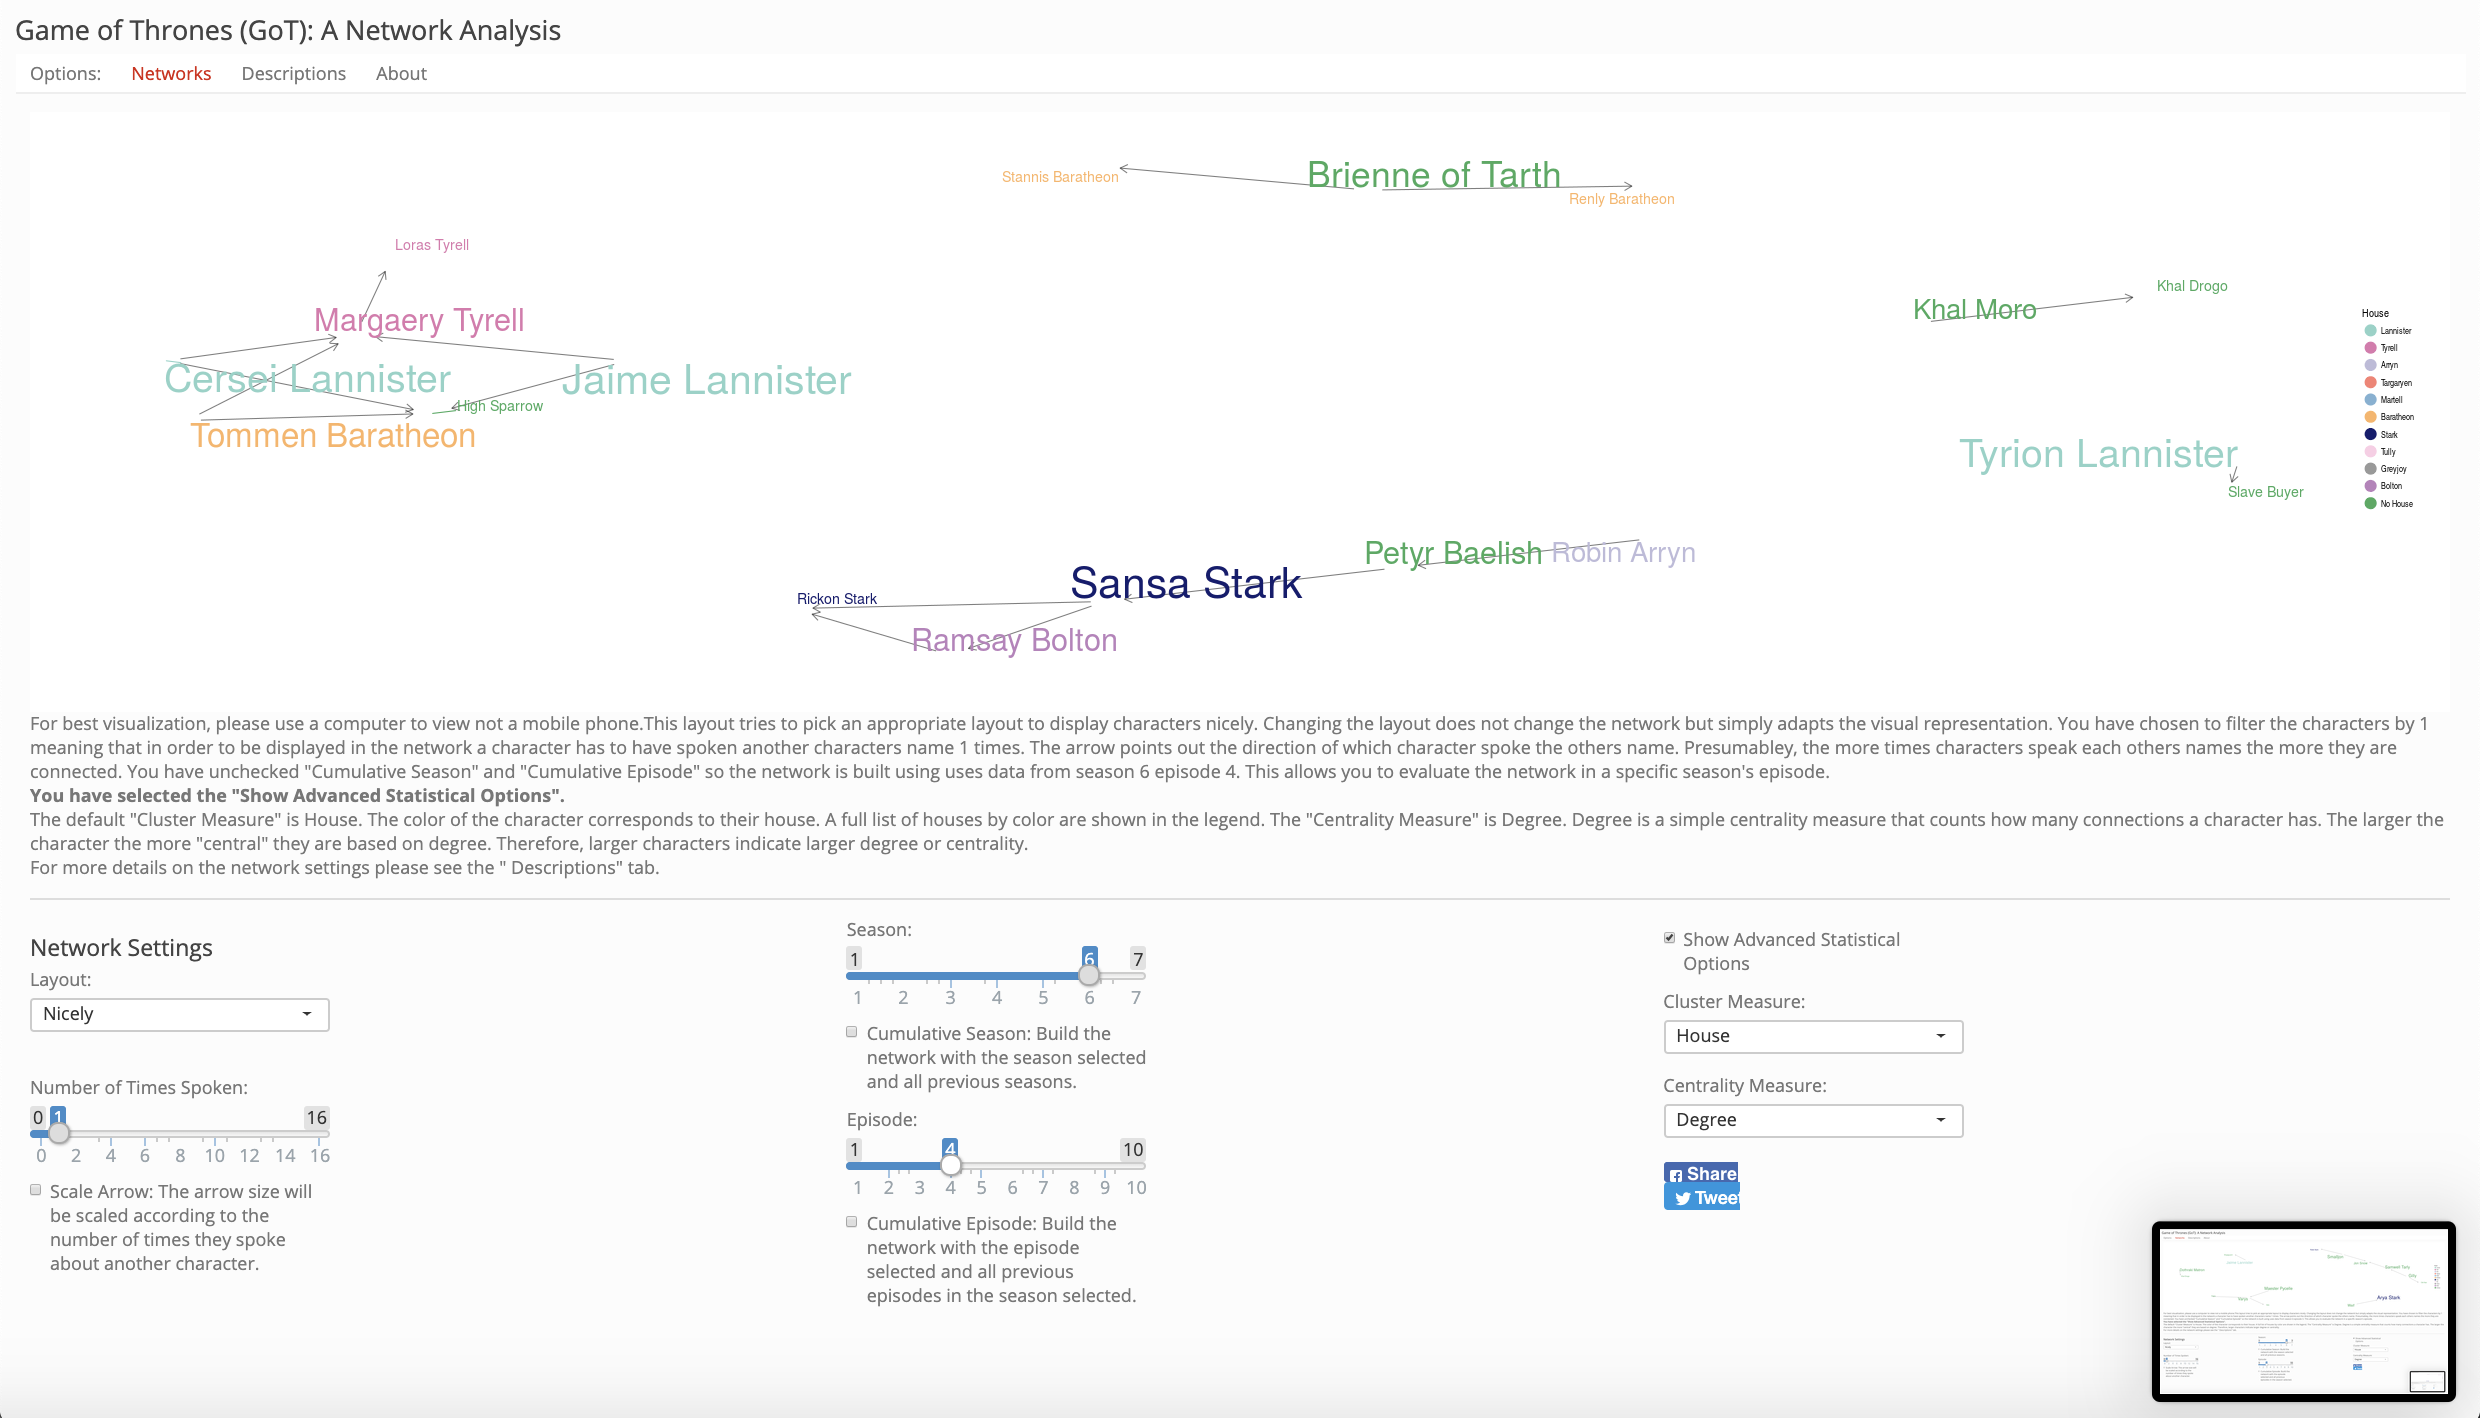 Game of Thrones (GoT): A Network Analysis
Options: Networks Descriptions About
Stannis Baratheon
Brienne of Tarth
Renly Baratheon
Loras Tyrell
Margaery Tyrell
Khal Moro
Khal Drogo
Cersei Lannister
Jaime Lannister
High Sparrow
Tommen Baratheon
Tyrion Lannister
Slave Buyer
House
Lannister
Tyrell
Arryn
Targaryen
Martell
Baratheon
Stark
Tully
Greyjoy
Bolton
No House
Petyr Baelish
Robin Arryn
Sansa Stark
Rickon Stark
Ramsay Bolton
For best visualization, please use a computer to view not a mobile phone.This layout tries to pick an appropriate layout to display characters nicely. Changing the layout does not change the network but simply adapts the visual representation. You have chosen to filter the characters by 1
meaning that in order to be displayed in the network a character has to have spoken another characters name 1 times. The arrow points out the direction of which character spoke the others name. Presumabley, the more times characters speak each others names the more they are
connected. You have unchecked "Cumulative Season" and "Cumulative Episode" so the network is built using uses data from season 6 episode 4. This allows you to evaluate the network in a specific season's episode.
You have selected the "Show Advanced Statistical Options".
The default "Cluster Measure" is House. The color of the character corresponds to their house. A full list of houses by color are shown in the legend. The "Centrality Measure" is Degree. Degree is a simple centrality measure that counts how many connections a character has. The larger the
character the more "central" they are based on degree. Therefore, larger characters indicate larger degree or centrality.
For more details on the network settings please see the " Descriptions" tab.
Network Settings
Layout:
Nicely
Number of Times Spoken:
0 1 16
0 2 4 6 8 10 12 14 16
Scale Arrow: The arrow size will
be scaled according to the
number of times they spoke
about another character.
Season:
1 6 7
1 2 3 4 5 6 7
Cumulative Season: Build the
network with the season selected
and all previous seasons.
Episode:
1 4 10
1 2 3 4 5 6 7 8 9 10
Cumulative Episode: Build the
network with the episode
selected and all previous
episodes in the season selected.
Show Advanced Statistical
Options
Cluster Measure:
House
Centrality Measure:
Degree
Share
Tweet